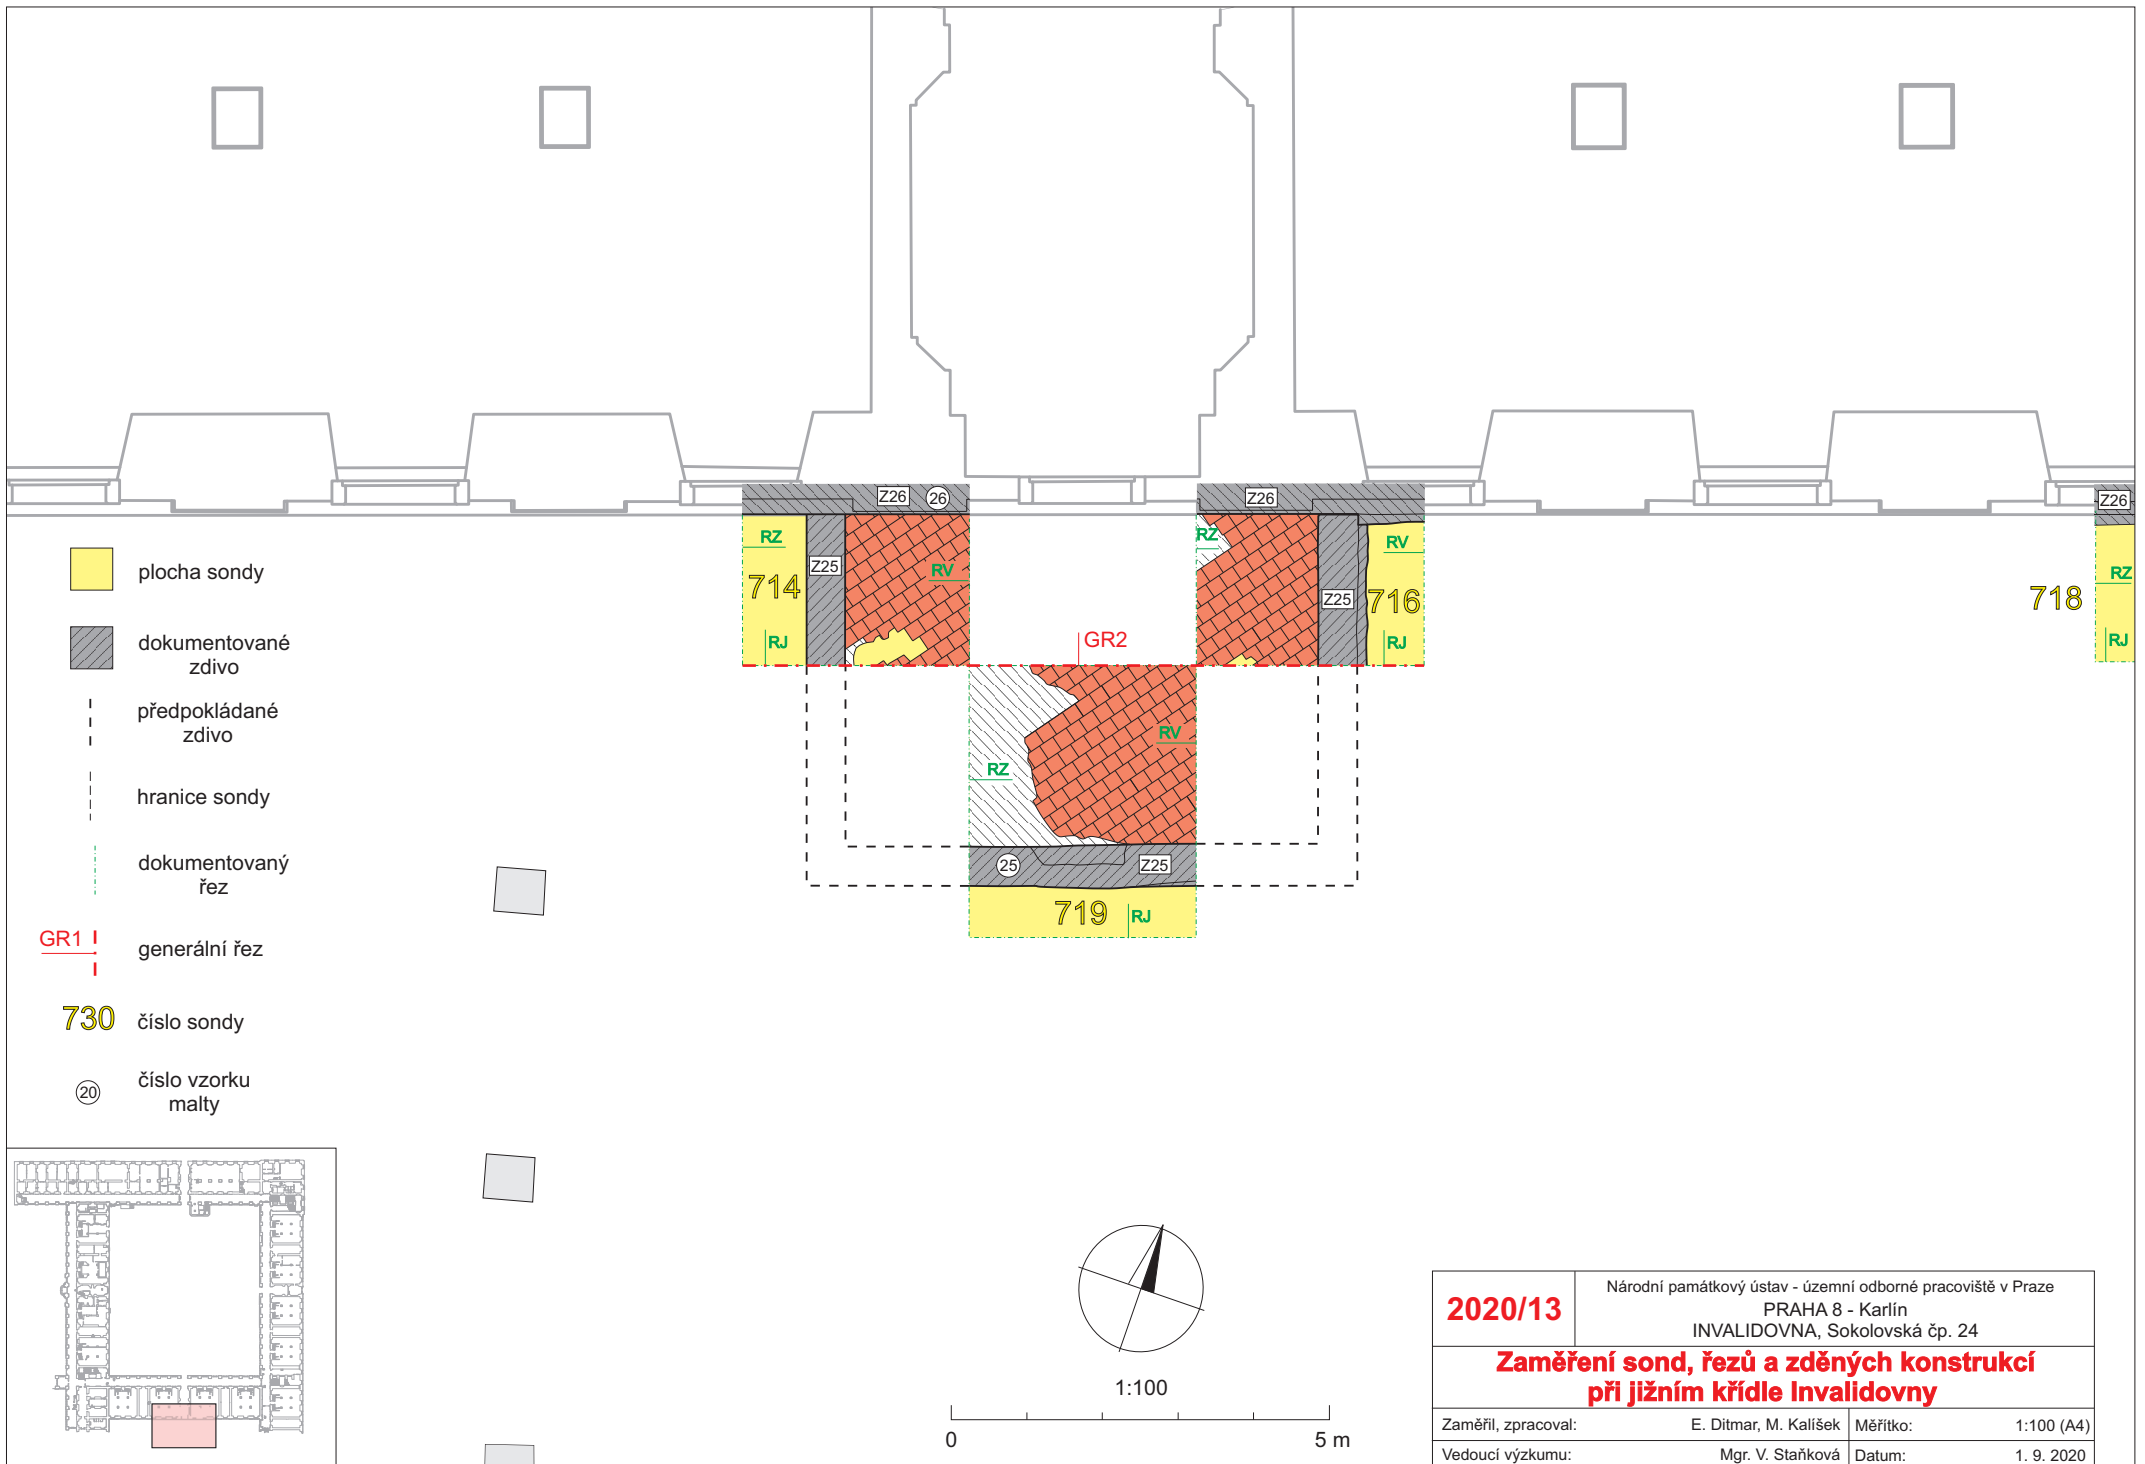 Z26
26
Z26
Z26
RZ
Z25
RV
RZ
RV
Z25
714
716
718
RZ
RJ
GR2
RJ
RJ
plocha sondy
dokumentované
zdivo
předpokládané
zdivo
hranice sondy
dokumentovaný
řez
GR1
generální řez
730
číslo sondy
20
číslo vzorku
malty
RV
RZ
25
Z25
719
RJ
1:100
0
5 m
2020/13
Národní památkový ústav - územní odborné pracoviště v Praze
PRAHA 8 - Karlín
INVALIDOVNA, Sokolovská čp. 24
Zaměření sond, řezů a zděných konstrukcí
při jižním křídle Invalidovny
Zaměřil, zpracoval: E. Ditmar, M. Kalíšek Měřítko: 1:100 (A4)
Vedoucí výzkumu: Mgr. V. Staňková Datum: 1. 9. 2020